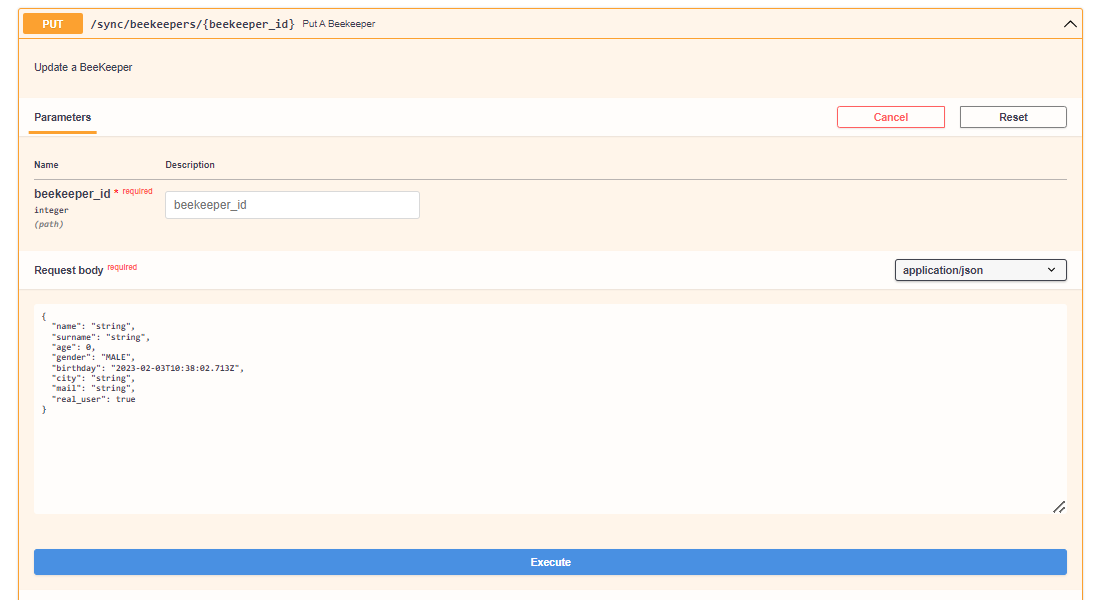 PUT /sync/beekeepers/{beekeeper_id} Put A Beekeeper
Update a BeeKeeper
Parameters Cancel Reset
Name Description
beekeeper_id * required
integer
(path)
beekeeper_id
Request body required application/json
{
"name": "string",
"surname": "string",
"age": 0,
"gender": "MALE",
"birthday": "2023-02-03T10:38:02.713Z",
"city": "string",
"mail": "string",
"real_user": true
}
Execute